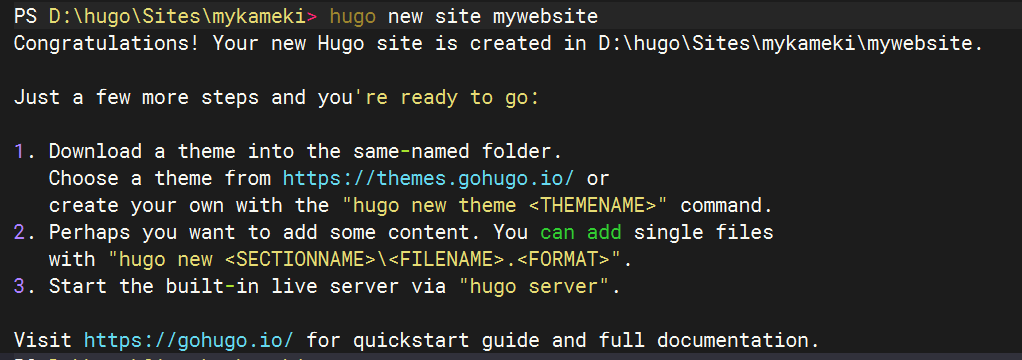 PS D:\hugo\Sites\mykameki> hugo new site mywebsite
Congratulations! Your new Hugo site is created in D:\hugo\Sites\mykameki\mywebsite.
Just a few more steps and you're ready to go:
1. Download a theme into the same-named folder.
Choose a theme from https://themes.gohugo.io/ or
create your own with the "hugo new theme <THEMENAME>" command.
2. Perhaps you want to add some content. You can add single files
with "hugo new <SECTIONNAME>\<FILENAME>.<FORMAT>".
3. Start the built-in live server via "hugo server".
Visit https://gohugo.io/ for quickstart guide and full documentation.